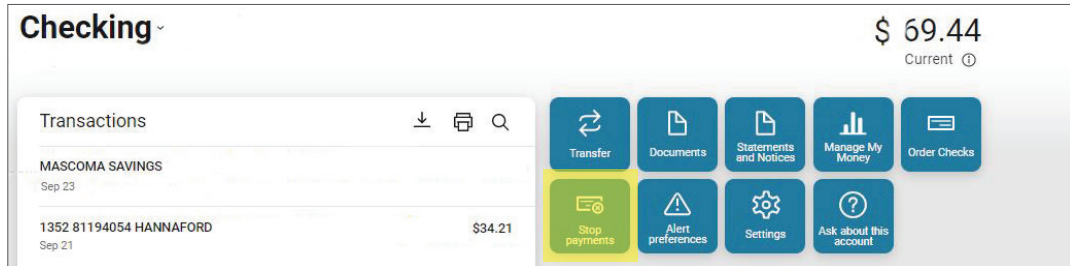 Checking
$ 69.44
Current
Transactions
MASCOMA SAVINGS
Sep 23
1352 81194054 HANNAFORD
$34.21
Sep 21
Transfer
Documents
Statements
and Notices
Manage My
Money
Order Checks
Stop
payments
Alert
preferences
Settings
Ask about this
account